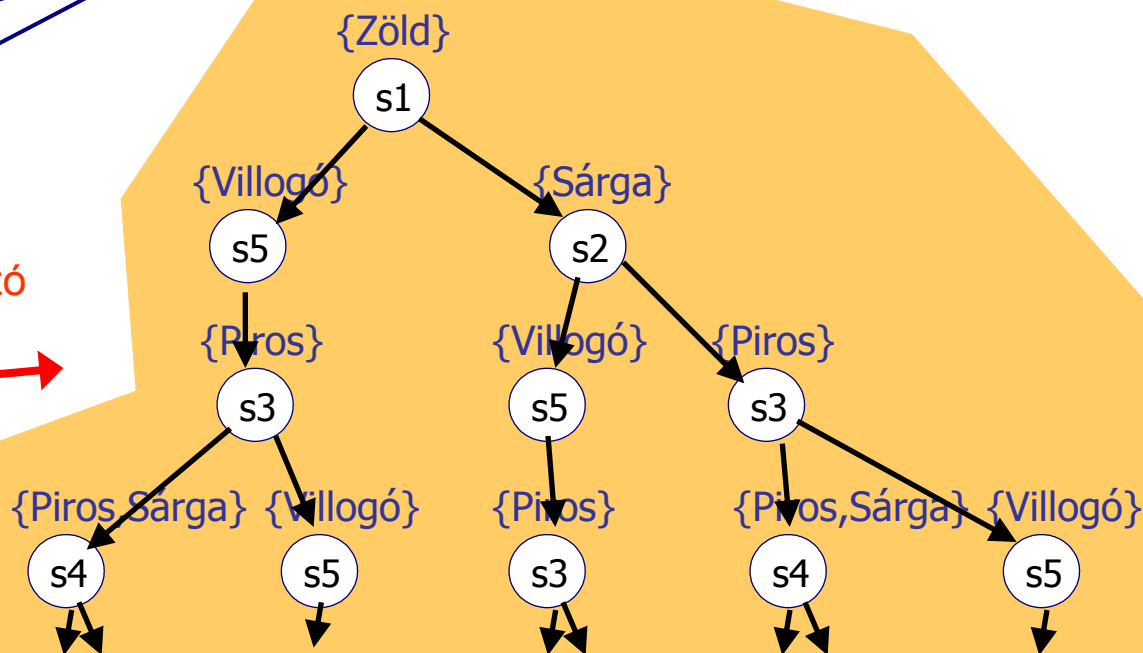 {Zöld}
s1
{Villogó} {Sárga}
s5 s2
{Piros} {Villogó} {Piros}
s3 s5 s3
{Piros,Sárga} {Villogó} {Piros} {Piros,Sárga} {Villogó}
s4 s5 s3 s4 s5